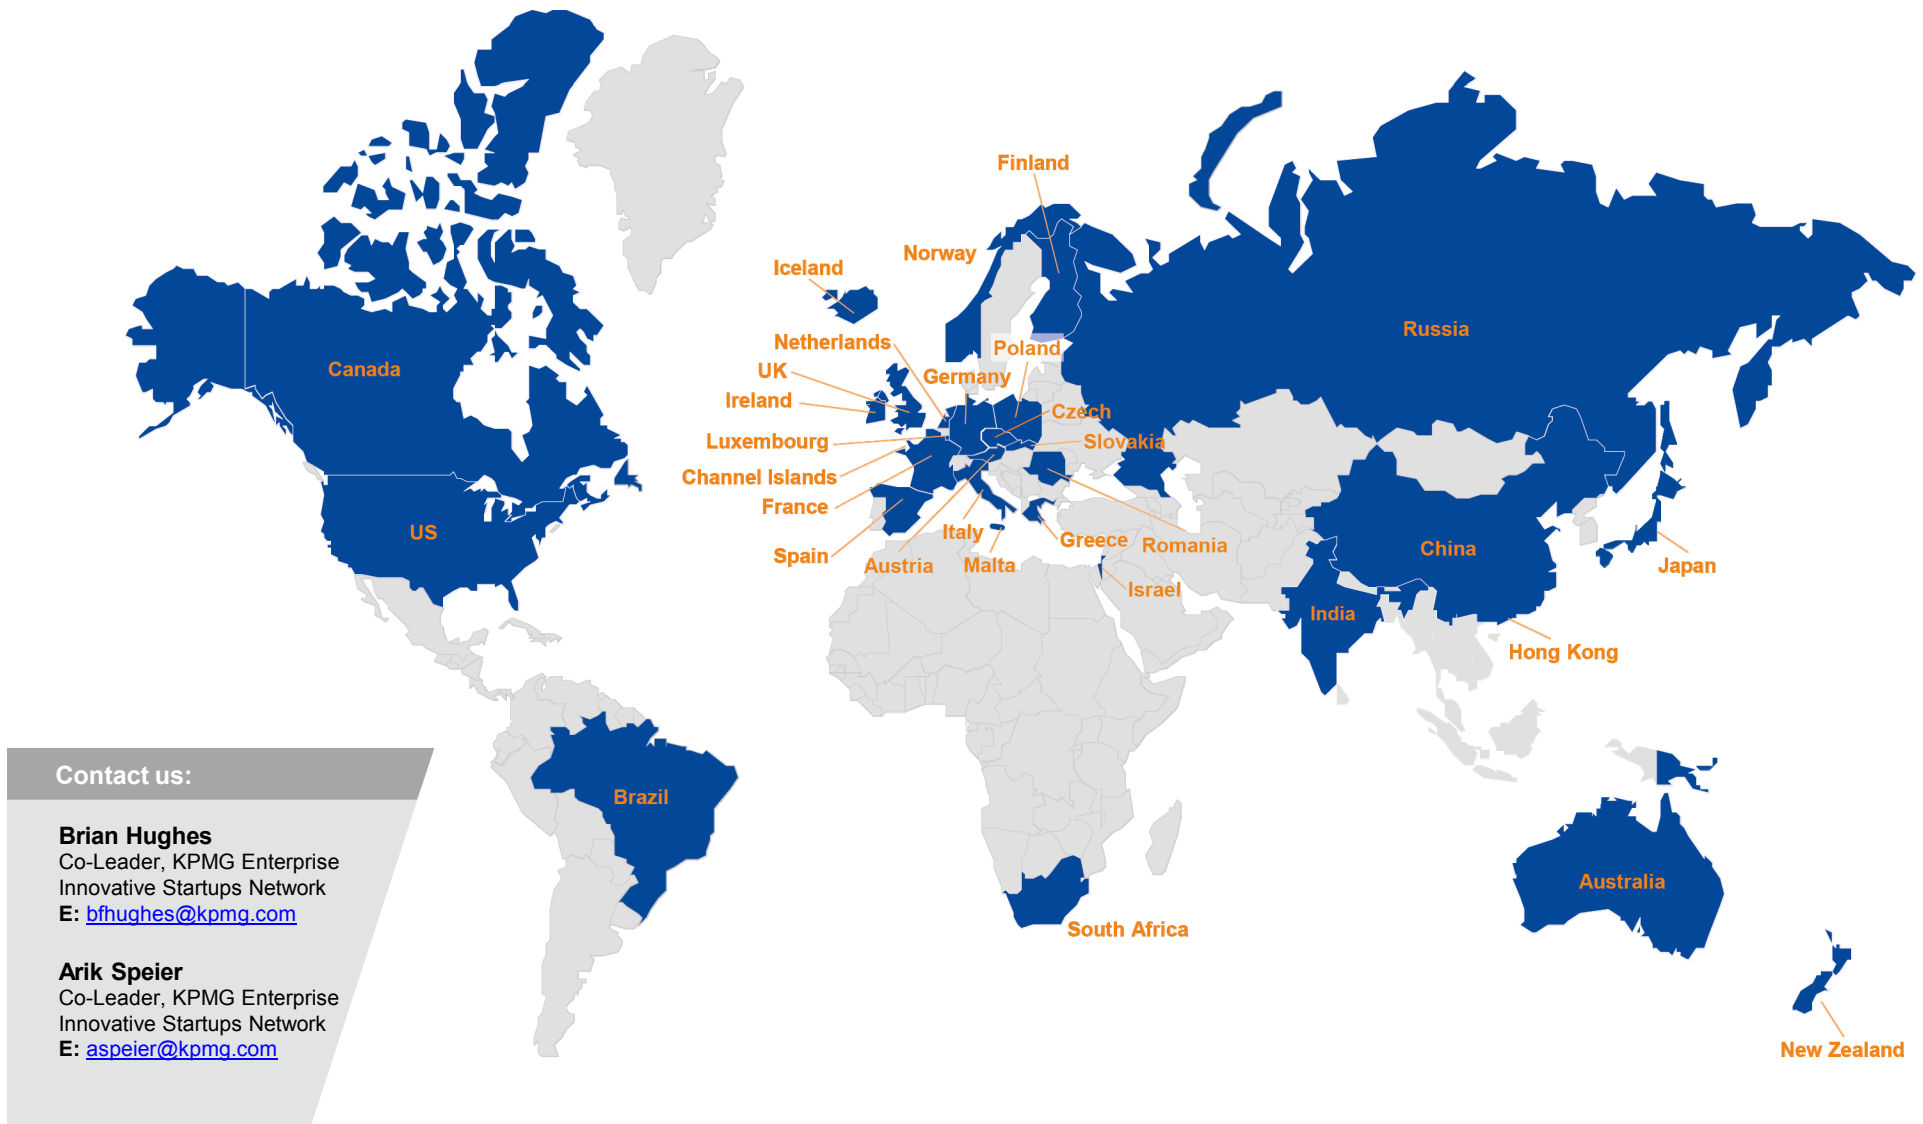 Finland
Norway
Iceland
Russia
Netherlands
Poland
Canada
UK
Germany
Ireland
Czech
Luxembourg
Slovakia
Channel Islands
France
US
Italy
Greece
Romania
China
Spain
Austria
Malta
Japan
Israel
India
Hong Kong
Contact us:
Brazil
Brian Hughes
Co-Leader, KPMG Enterprise
Innovative Startups Network
E: bfhughes@kpmg.com
Australia
South Africa
Arik Speier
Co-Leader, KPMG Enterprise
Innovative Startups Network
E: aspeier@kpmg.com
New Zealand